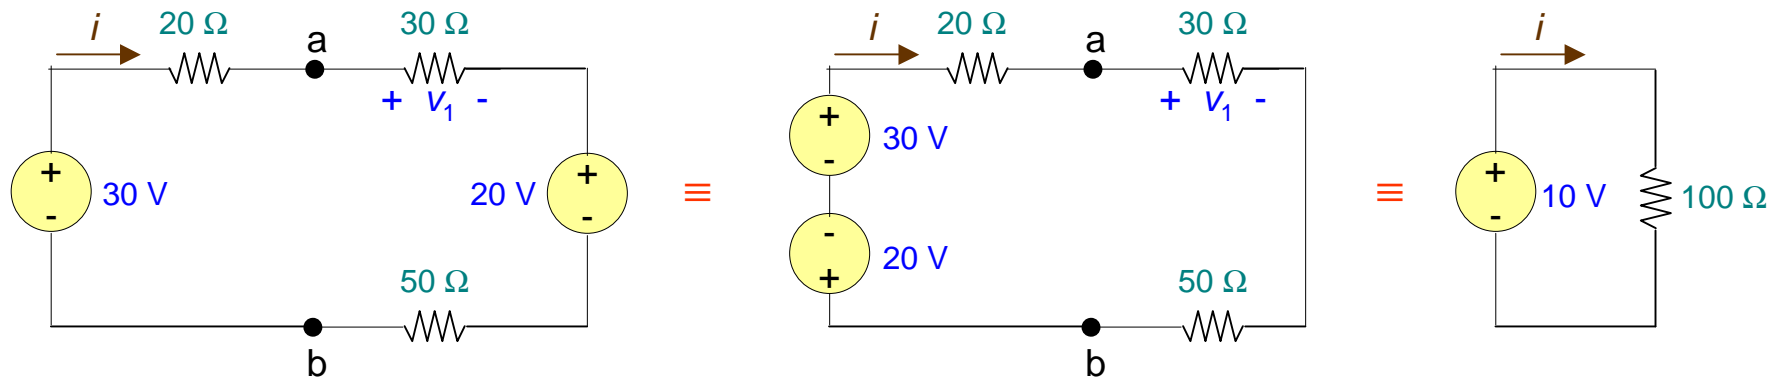 i 20 Ω a 30 Ω
+ v₁ -
+ 30 V -
20 V + -
50 Ω
b
≡
i 20 Ω a 30 Ω
+ v₁ -
+ 30 V -
- 20 V +
50 Ω
b
≡
i
+ 10 V - 100 Ω